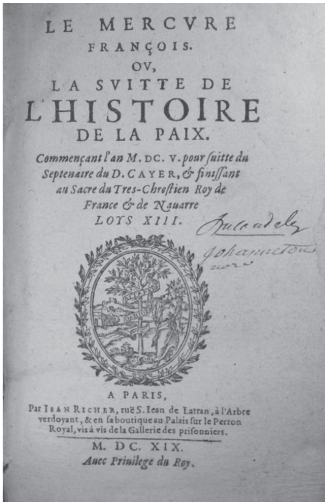 LE MERCVRE
FRANÇOIS.
OV,
LA SVITTE DE
L'HISTOIRE
DE LA PAIX.
Commençant l'an M. DC. V. pour suitte du
Septenaire du D. CAYER, & finissant
au Sacre du Tres-Chrestien Roy de
France & de Nauarre
LOYS XIII.
A PARIS,
Par IEAN RICHER, ruë S. Iean de Latran, à l'Arbre
verdoyant, & en sa boutique au Palais sur le Perron
Royal, vis à vis de la Gallerie des prisonniers.
M. DC. XIX.
Auec Priuilege du Roy.